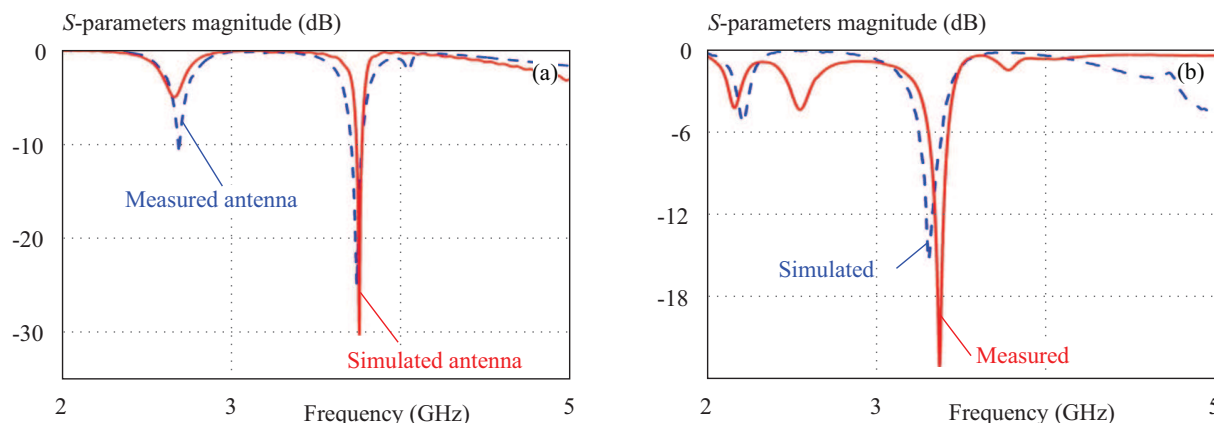 S-parameters magnitude (dB)
0
-10
-20
-30
(a)
Measured antenna
Simulated antenna
2
3
Frequency (GHz)
5
S-parameters magnitude (dB)
0
-6
-12
-18
(b)
Simulated
Measured
2
3
Frequency (GHz)
5